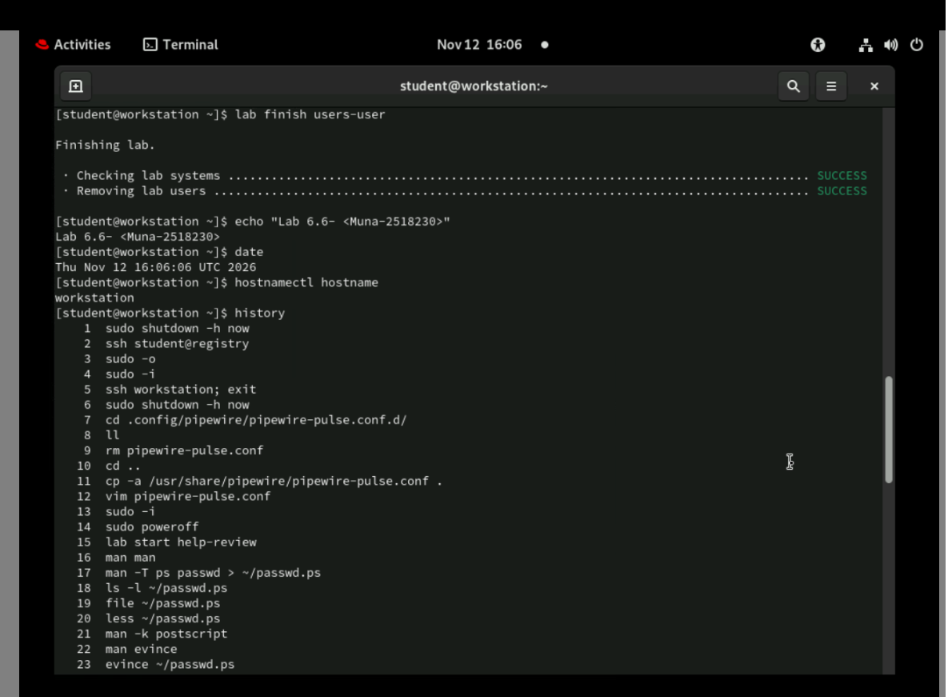 Activities Terminal Nov 12 16:06
student@workstation:~
[student@workstation ~]$ lab finish users-user
Finishing lab.
· Checking lab systems ................................................................................ SUCCESS
· Removing lab users .................................................................................. SUCCESS
[student@workstation ~]$ echo "Lab 6.6- <Muna-2518230>"
Lab 6.6- <Muna-2518230>
[student@workstation ~]$ date
Thu Nov 12 16:06:06 UTC 2026
[student@workstation ~]$ hostnamectl hostname
workstation
[student@workstation ~]$ history
1 sudo shutdown -h now
2 ssh student@registry
3 sudo -o
4 sudo -i
5 ssh workstation; exit
6 sudo shutdown -h now
7 cd .config/pipewire/pipewire-pulse.conf.d/
8 ll
9 rm pipewire-pulse.conf
10 cd ..
11 cp -a /usr/share/pipewire/pipewire-pulse.conf .
12 vim pipewire-pulse.conf
13 sudo -i
14 sudo poweroff
15 lab start help-review
16 man man
17 man -T ps passwd > ~/passwd.ps
18 ls -l ~/passwd.ps
19 file ~/passwd.ps
20 less ~/passwd.ps
21 man -k postscript
22 man evince
23 evince ~/passwd.ps